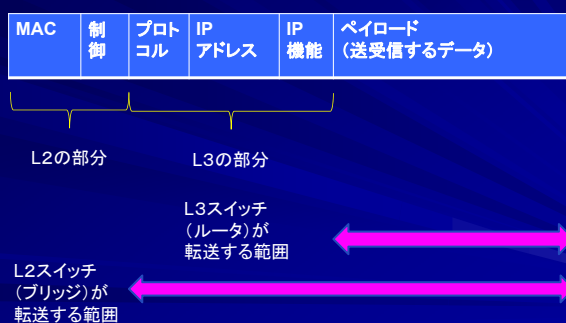 MAC
制
御
プロト
コル
IP
アドレス
IP
機能
ペイロード
(送受信するデータ)
L2の部分
L3の部分
L3スイッチ
(ルータ)が
転送する範囲
L2スイッチ
(ブリッジ)が
転送する範囲